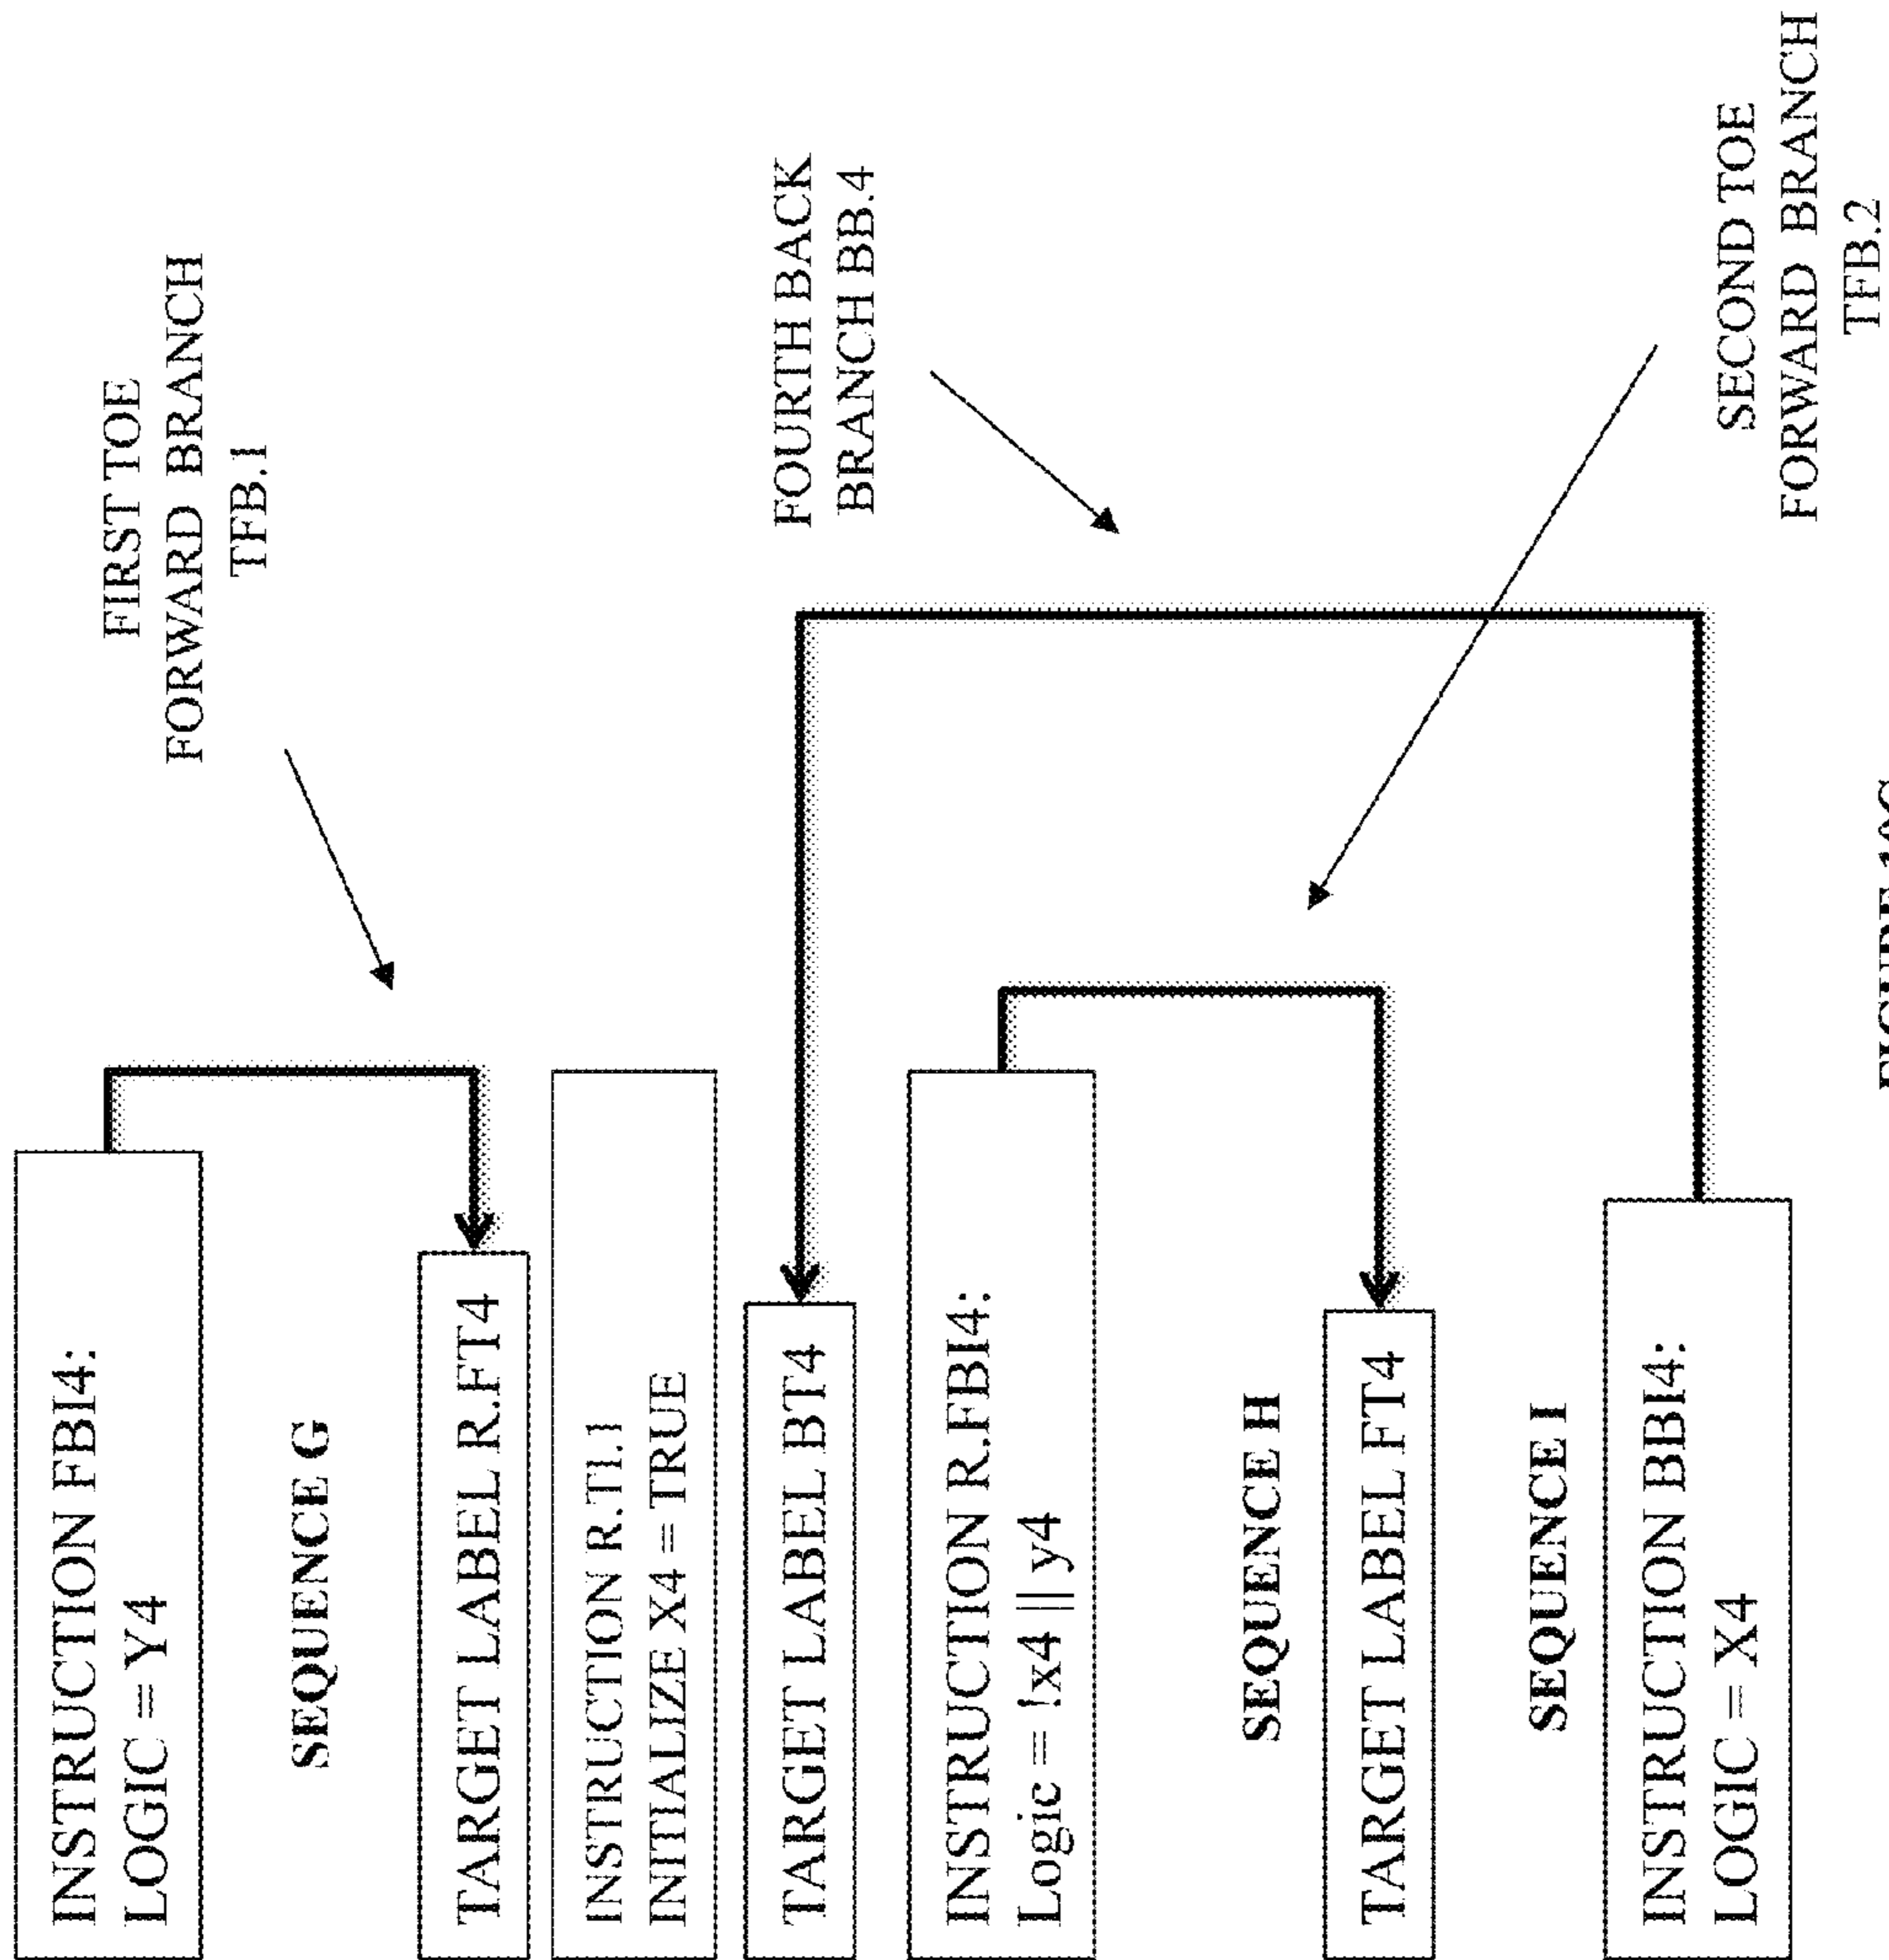 INSTRUCTION FBI4:
LOGIC = Y4
SEQUENCE G
TARGET LABEL R.FT4
INSTRUCTION R.TI.1
INITIALIZE X4 = TRUE
TARGET LABEL BT4
INSTRUCTION R.FBI4:
Logic = !x4 || y4
SEQUENCE H
TARGET LABEL FT4
SEQUENCE I
INSTRUCTION BBI4:
LOGIC = X4
FIRST TOE
FORWARD BRANCH
TFB.1
FOURTH BACK
BRANCH BB.4
SECOND TOE
FORWARD BRANCH
TFB.2